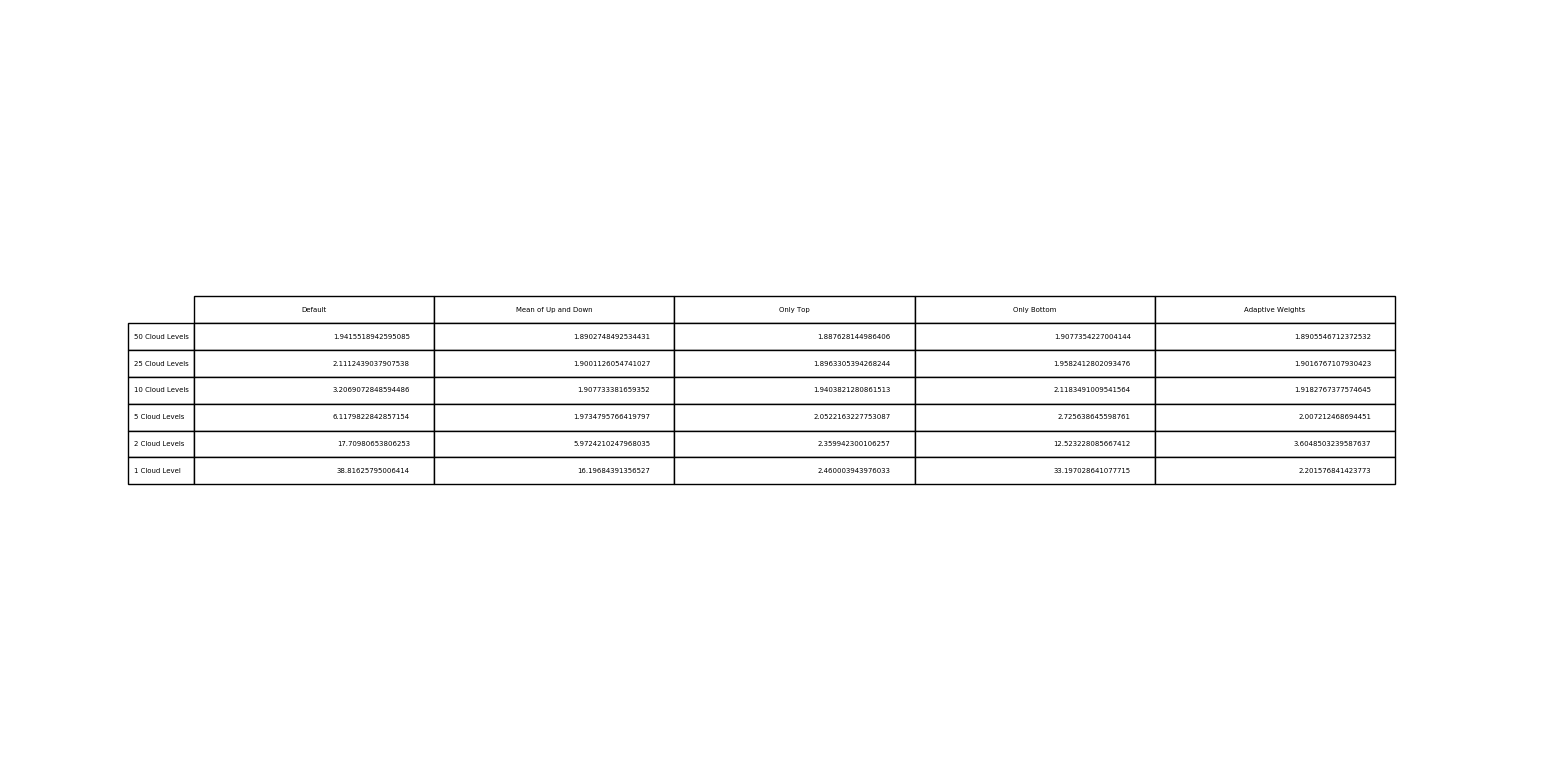 Default Mean of Up and Down Only Top Only Bottom Adaptive Weights
50 Cloud Levels 1.9415518942595085 1.8902748492534431 1.887628144986406 1.9077354227004144 1.8905546712372532
25 Cloud Levels 2.1112439037907538 1.9001126054741027 1.8963305394268244 1.9582412802093476 1.9016767107930423
10 Cloud Levels 3.2069072848594486 1.907733381659352 1.9403821280861513 2.1183491009541564 1.9182767377574645
5 Cloud Levels 6.1179822842857154 1.9734795766419797 2.0522163227753087 2.725638645598761 2.007212468694451
2 Cloud Levels 17.70980653806253 5.9724210247968035 2.359942300106257 12.523228085667412 3.6048503239587637
1 Cloud Level 38.81625795006414 16.19684391356527 2.460003943976033 33.197028641077715 2.201576841423773